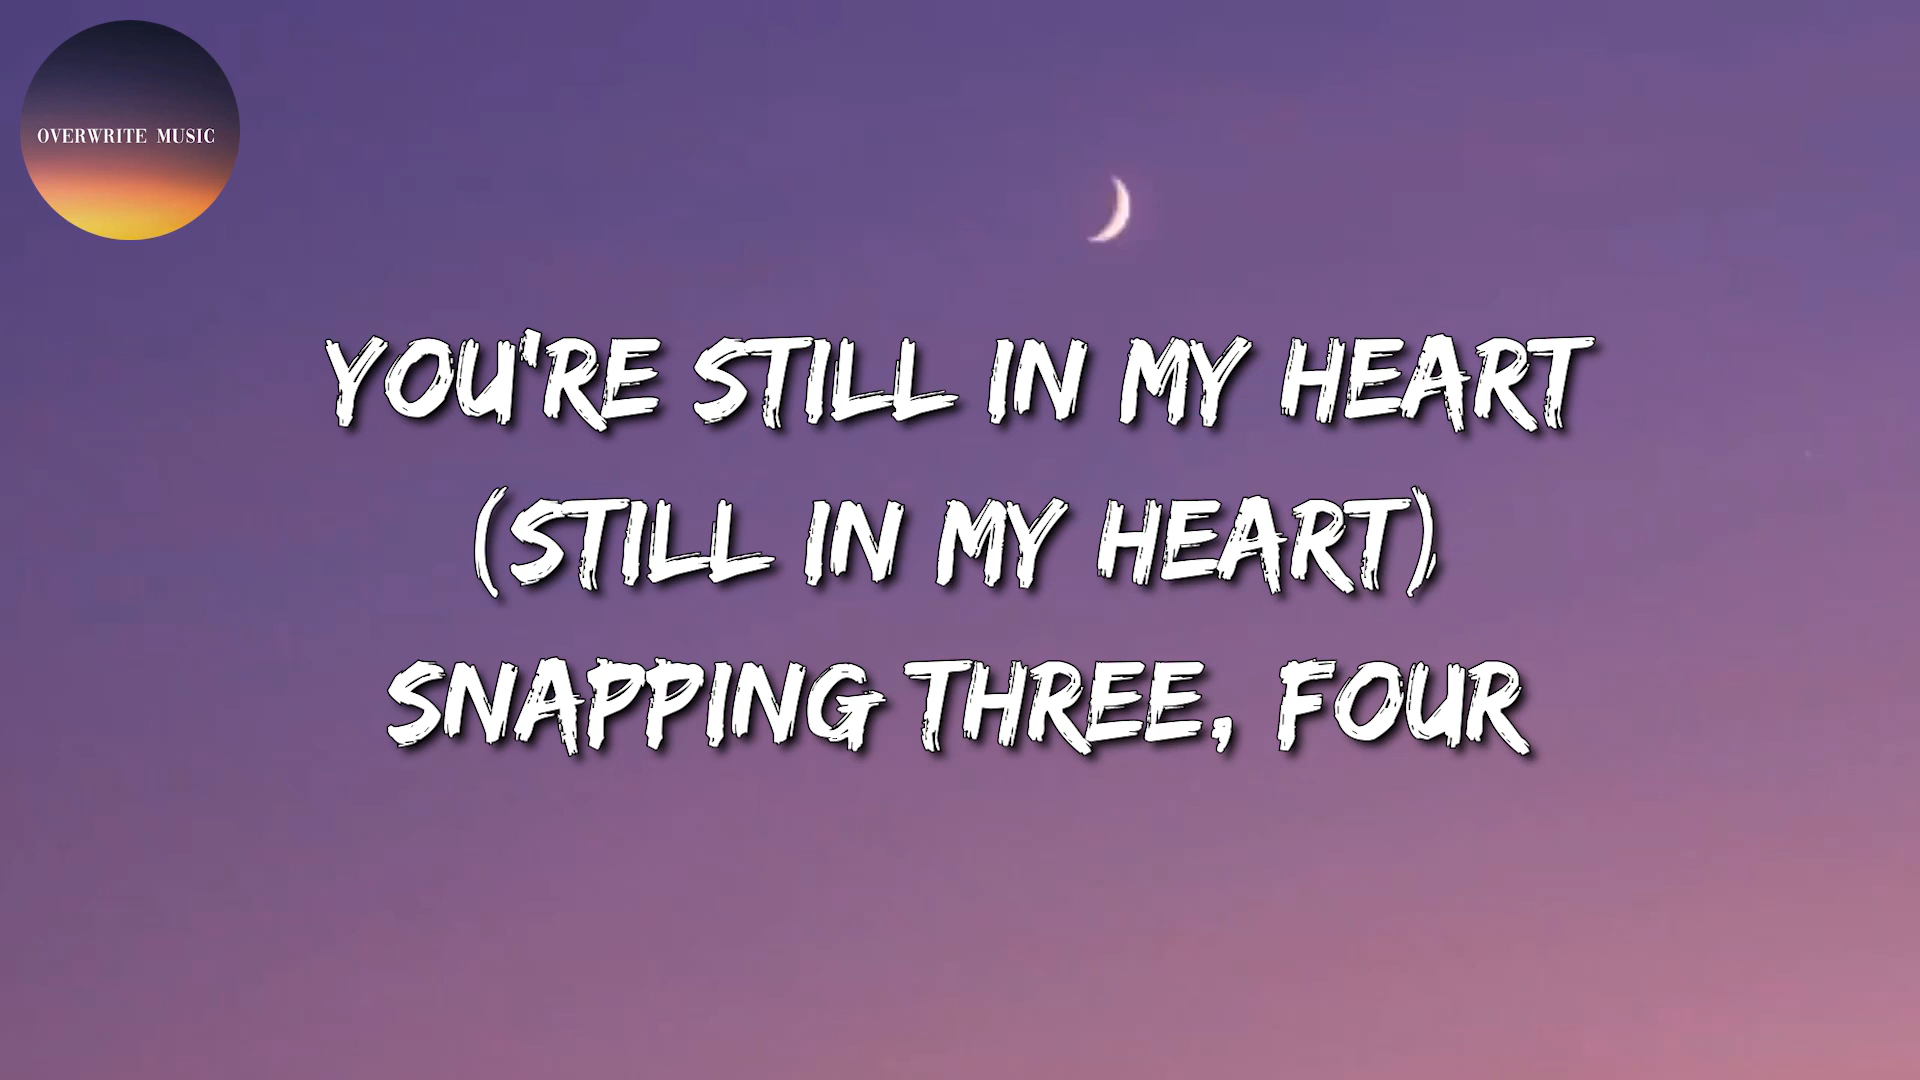 OVERWRITE MUSIC
YOU'RE STILL IN MY HEART
(STILL IN MY HEART)
SNAPPING THREE, FOUR